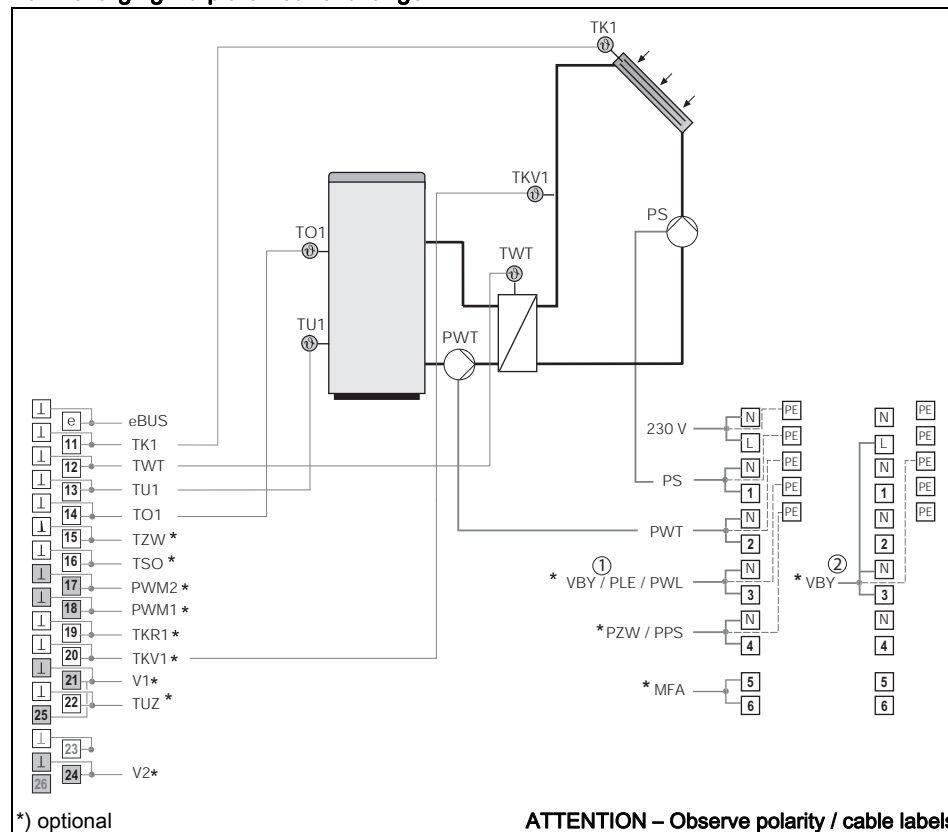 TK1
TKV1
PS
TO1
TWT
TU1
PWT
e eBUS
11 TK1
12 TWT
13 TU1
14 TO1
15 TZW *
16 TSO *
17 PWM2 *
18 PWM1 *
19 TKR1 *
20 TKV1 *
21 V1 *
22 TUZ *
25
23
24 V2 *
26
230 V N PE
L PE
PS N PE
1 PE
PWT N PE
2
① * VBY / PLE / PWL N
3
* PZW / PPS N
4
* MFA 5
6
N PE
L PE
N PE
1 PE
N PE
2
② * VBY N
3
N
4
5
6
*) optional
ATTENTION – Observe polarity / cable labels